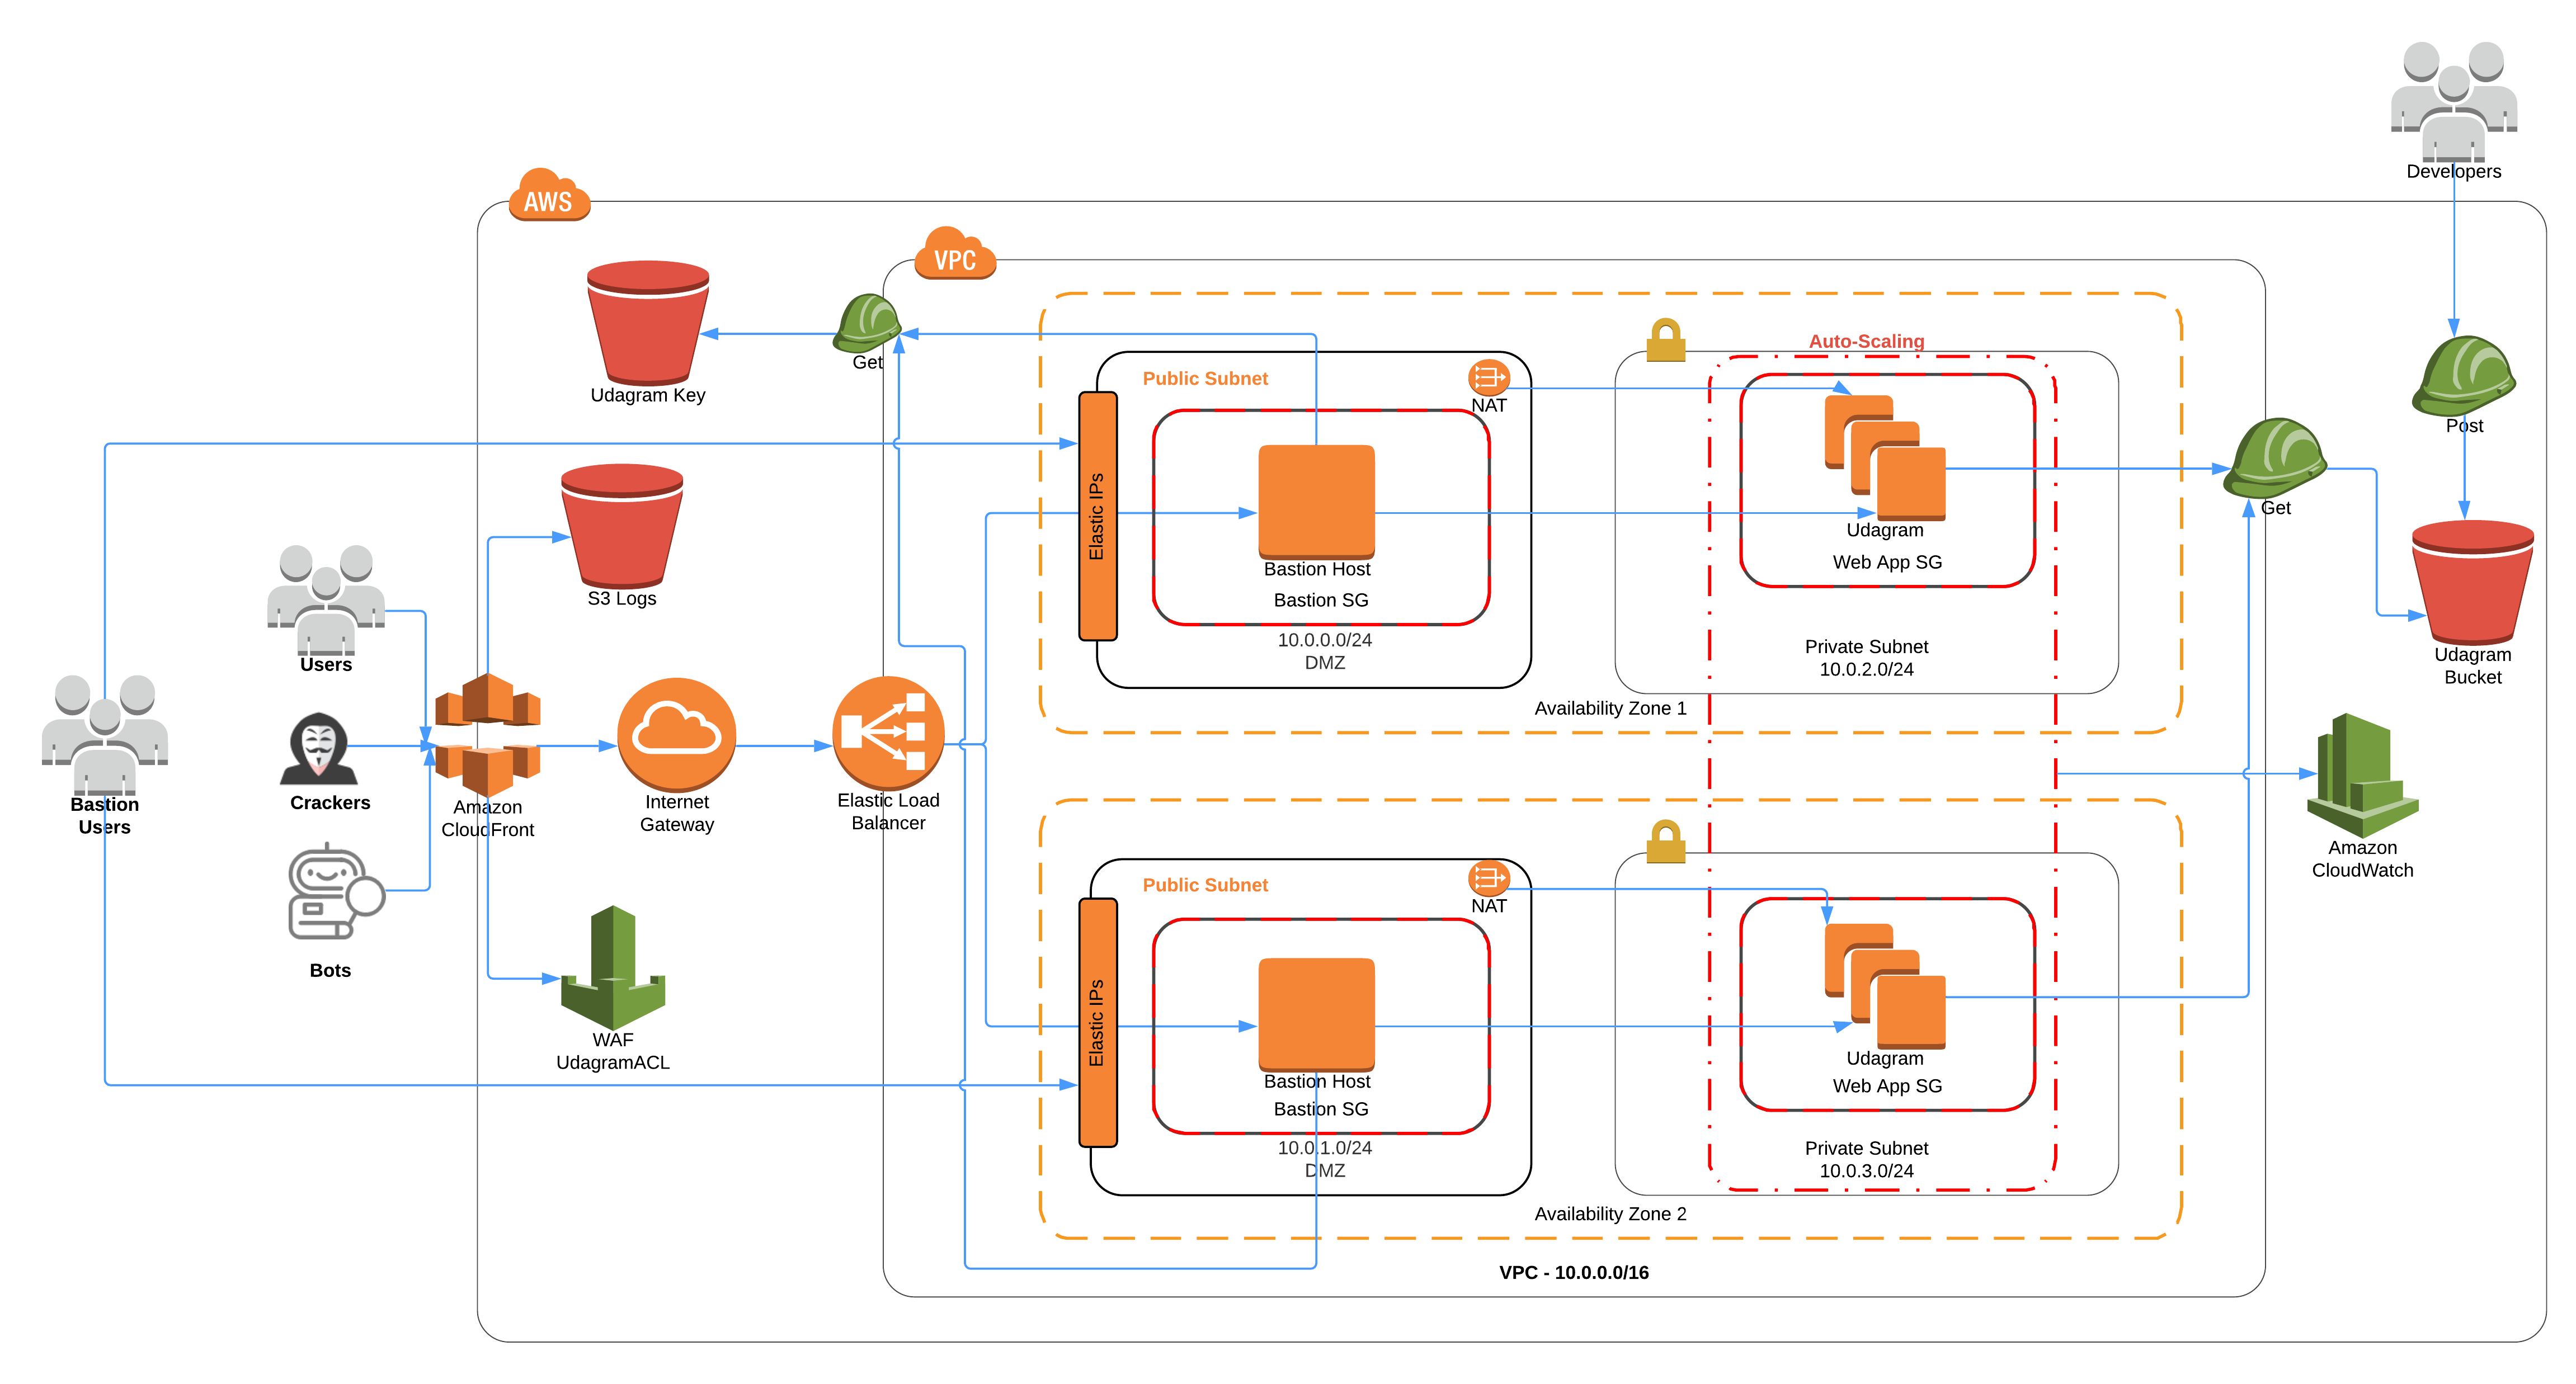 Developers
AWS
VPC
Udagram Key
Get
Auto-Scaling
Public Subnet
NAT
Post
Elastic IPs
Bastion Host
Bastion SG
10.0.0.0/24
DMZ
Udagram
Web App SG
Private Subnet
10.0.2.0/24
Get
Availability Zone 1
S3 Logs
Users
Udagram
Bucket
Bastion
Users
Crackers
Bots
Amazon
CloudFront
Internet
Gateway
Elastic Load
Balancer
Amazon
CloudWatch
WAF
UdagramACL
Public Subnet
NAT
Elastic IPs
Bastion Host
Bastion SG
10.0.1.0/24
DMZ
Udagram
Web App SG
Private Subnet
10.0.3.0/24
Availability Zone 2
VPC - 10.0.0.0/16